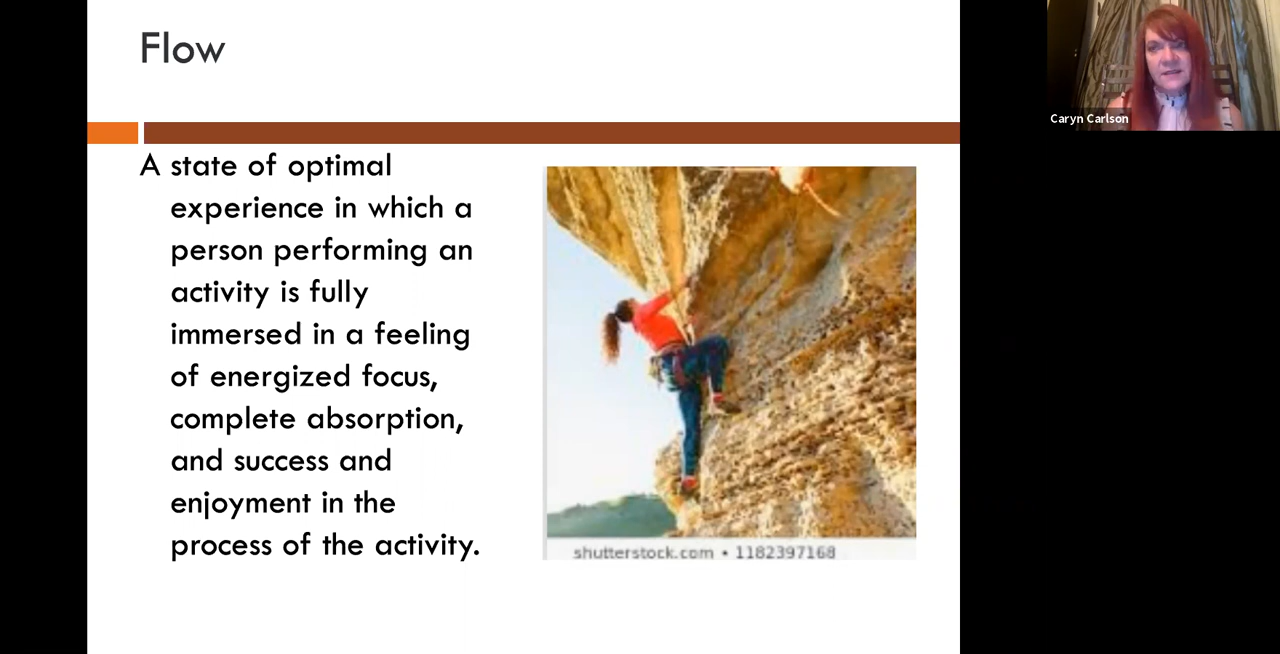 Flow
A state of optimal
experience in which a
person performing an
activity is fully
immersed in a feeling
of energized focus,
complete absorption,
and success and
enjoyment in the
process of the activity.
shutterstock.com • 1182397168
Caryn Carlson